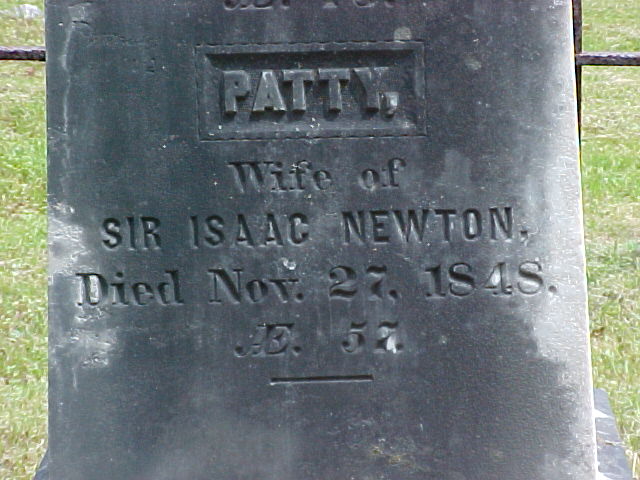 PATTY,
Wife of
SIR ISAAC NEWTON,
Died Nov. 27, 1848.
Æ. 57